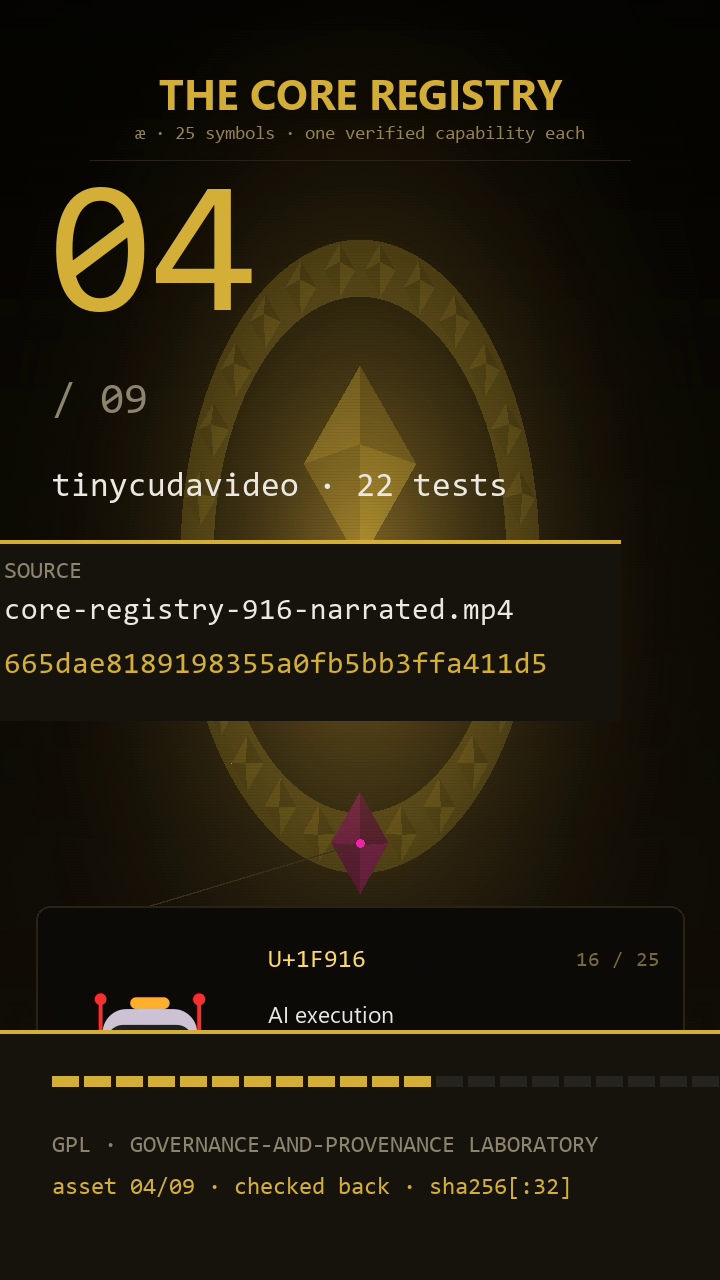 THE CORE REGISTRY
æ · 25 symbols · one verified capability each
04
/ 09
tinycudavideo · 22 tests
SOURCE
core-registry-916-narrated.mp4
665dae8189198355a0fb5bb3ffa411d5
U+1F916
16 / 25
AI execution
GPL · GOVERNANCE-AND-PROVENANCE LABORATORY
asset 04/09 · checked back · sha256[:32]